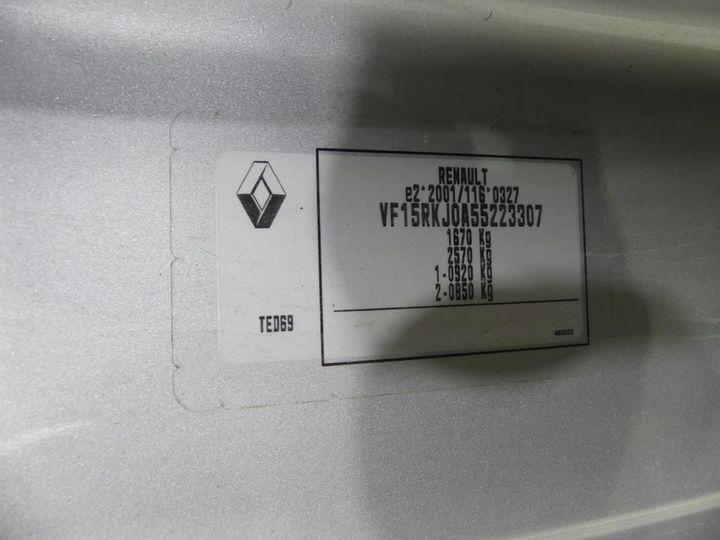 RENAULT
e2*2001/116*0327
VF15RKJ0A55223307
1670 Kg
2570 Kg
1-0920 Kg
2-0850 Kg
TED69